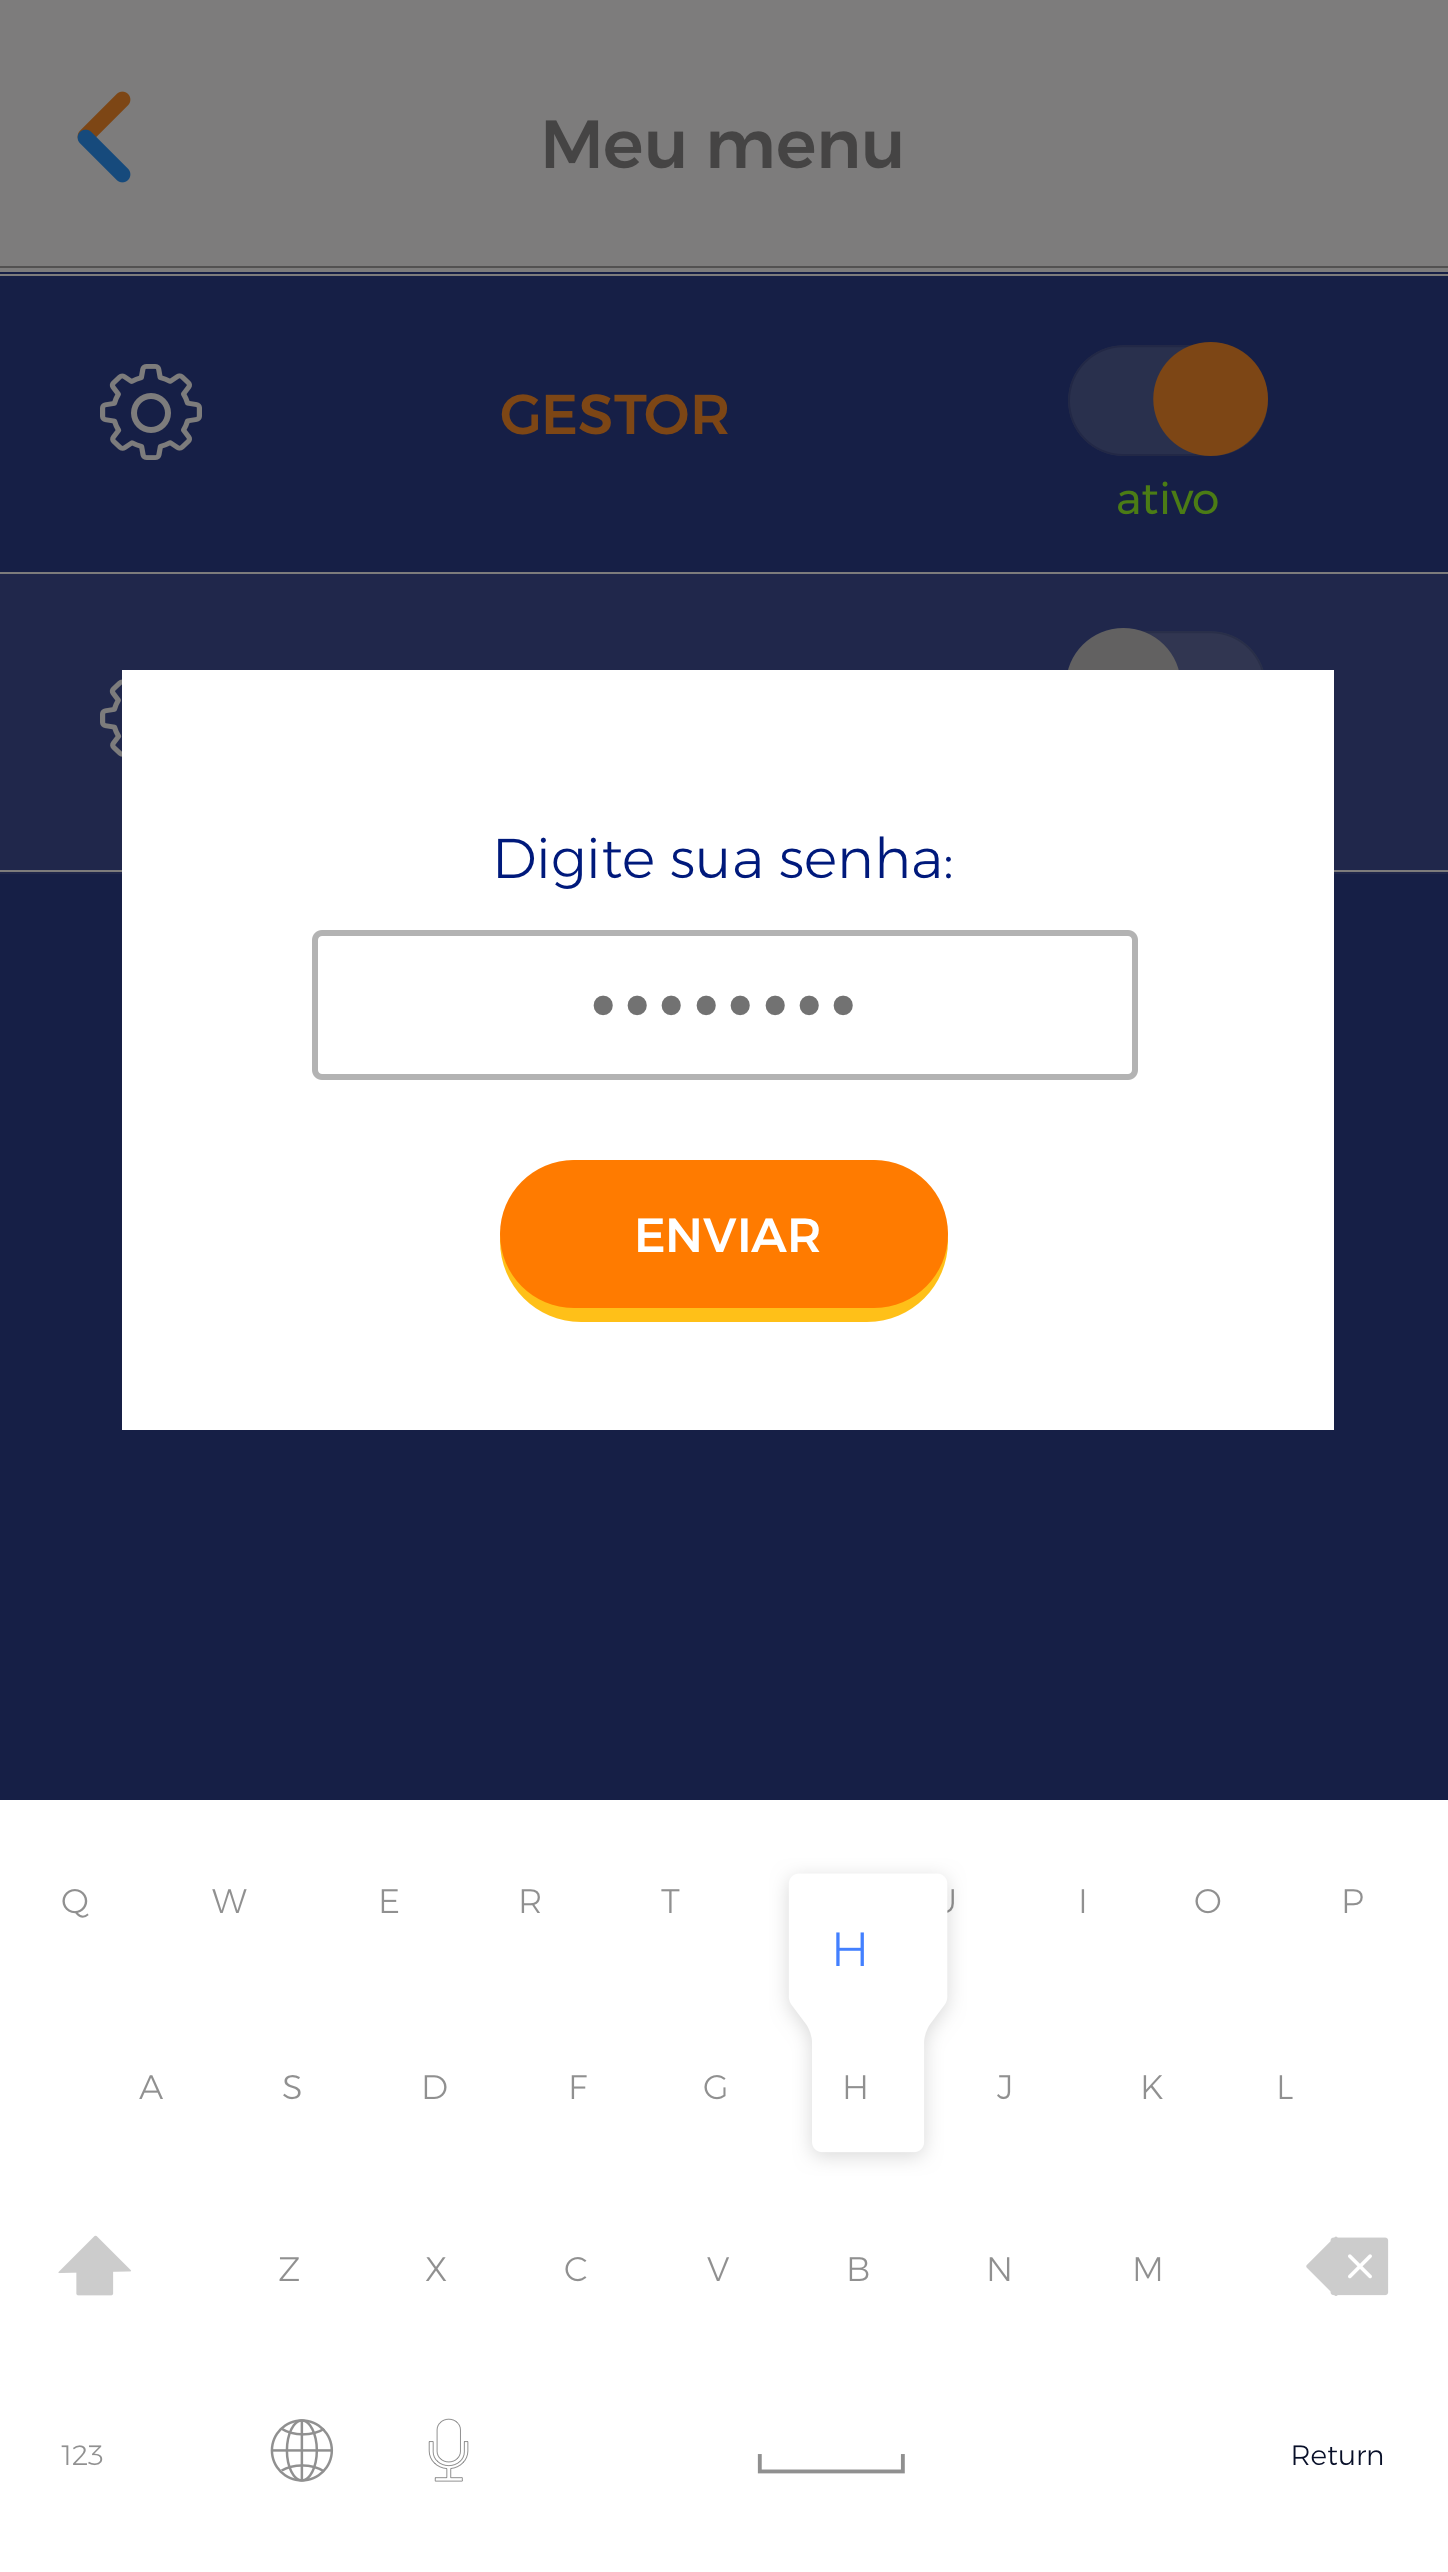 Meu menu
GESTOR
ativo
Digite sua senha:
••••••••
ENVIAR
Q W E R T I O P
H
A S D F G H J K L
Z X C V B N M
123 Return